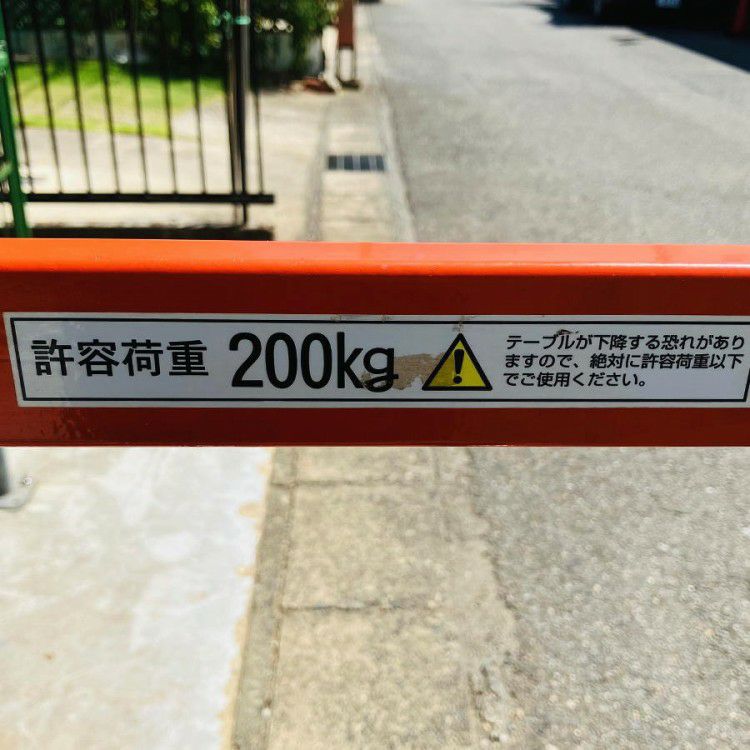 許容荷重 200kg
テーブルが下降する恐れがあり
ますので、絶対に許容荷重以下
でご使用ください。